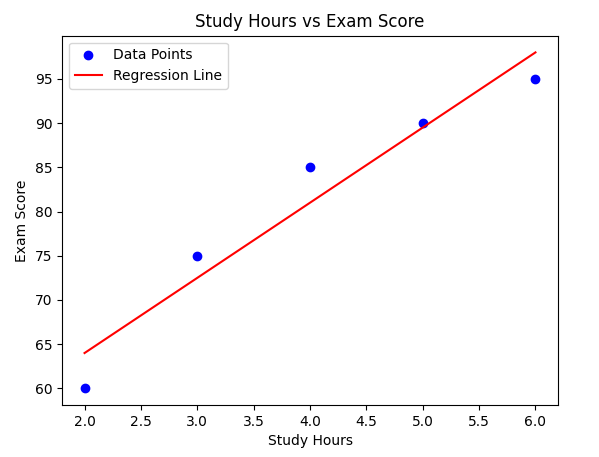 Study Hours vs Exam Score
Data Points
Regression Line
Exam Score
95
90
85
80
75
70
65
60
2.0 2.5 3.0 3.5 4.0 4.5 5.0 5.5 6.0
Study Hours